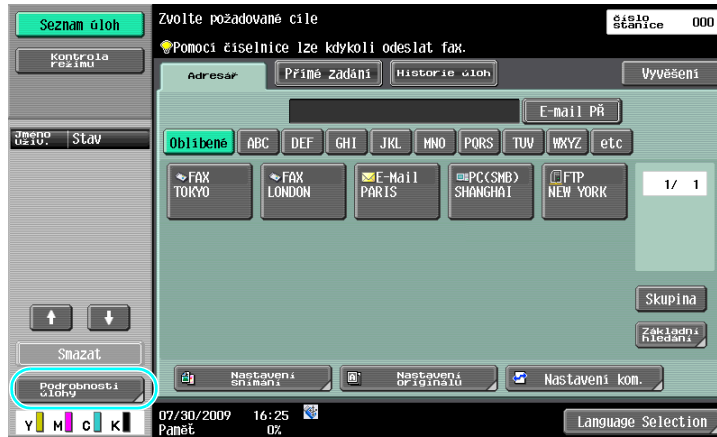 Seznam úloh
Kontrola
režimu
Jméno
uživ.
Stav
Smazat
Podrobnosti
úlohy
Y M C K
Zvolte požadované cíle
číslo
stanice
000
Pomocí číselnice lze kdykoli odeslat fax.
Adresář
Přímé zadání
Historie úloh
Vyvěšení
E-mail PŘ
Oblíbené ABC DEF GHI JKL MNO PQRS TUV WXYZ etc
FAX
TOKYO
FAX
LONDON
E-Mail
PARIS
PC(SMB)
SHANGHAI
FTP
NEW YORK
1/ 1
Skupina
Základní
hledání
Nastavení
snímání
Nastavení
originálu
Nastavení kom.
07/30/2009 16:25
Paměť 0%
Language Selection